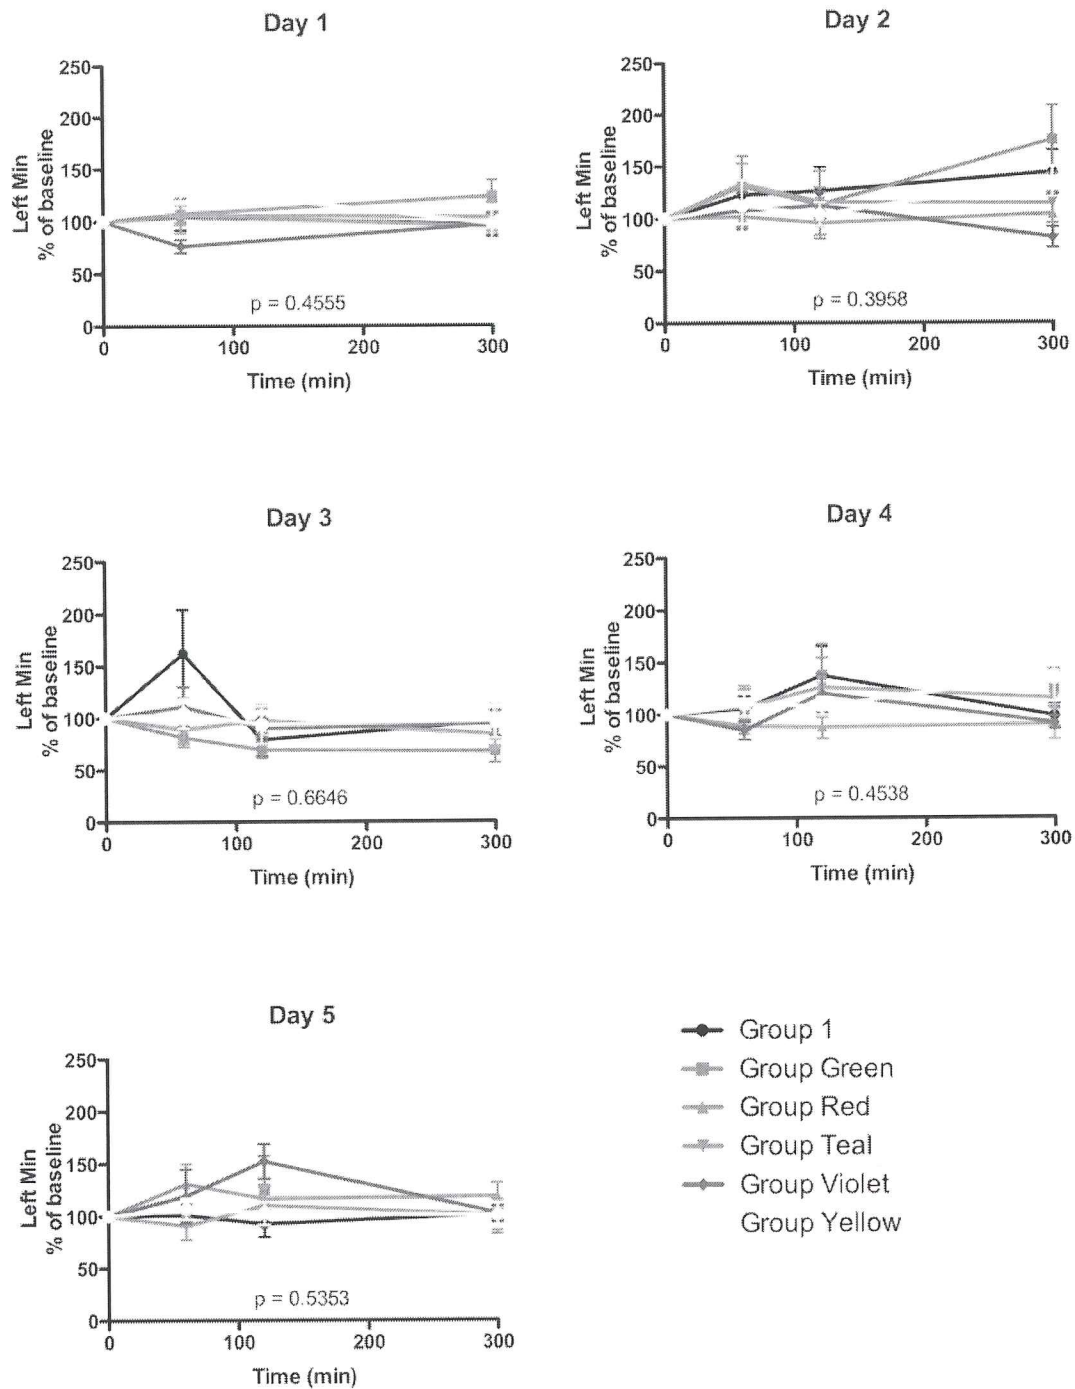 Day 1
Left Min
% of baseline
250
200
150
100
50
0
p = 0.4555
0 100 200 300
Time (min)
Day 2
Left Min
% of baseline
250
200
150
100
50
0
p = 0.3958
0 100 200 300
Time (min)
Day 3
Left Min
% of baseline
250
200
150
100
50
0
p = 0.6646
0 100 200 300
Time (min)
Day 4
Left Min
% of baseline
250
200
150
100
50
0
p = 0.4538
0 100 200 300
Time (min)
Day 5
Left Min
% of baseline
250
200
150
100
50
0
p = 0.5353
0 100 200 300
Time (min)
Group 1
Group Green
Group Red
Group Teal
Group Violet
Group Yellow